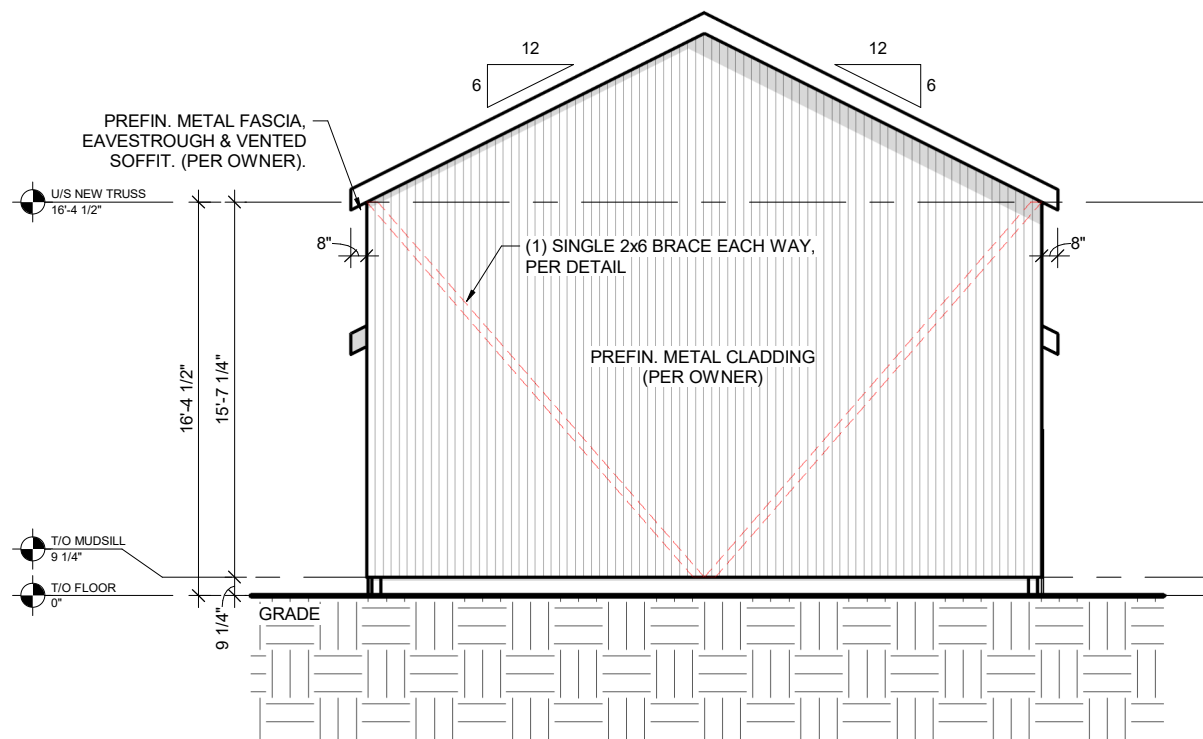 12
6
12
6
PREFIN. METAL FASCIA,
EAVESTROUGH & VENTED
SOFFIT. (PER OWNER).
U/S NEW TRUSS
16'-4 1/2"
8"
8"
(1) SINGLE 2x6 BRACE EACH WAY,
PER DETAIL
16'-4 1/2"
15'-7 1/4"
PREFIN. METAL CLADDING
(PER OWNER)
T/O MUDSILL
9 1/4"
T/O FLOOR
0"
9 1/4"
GRADE